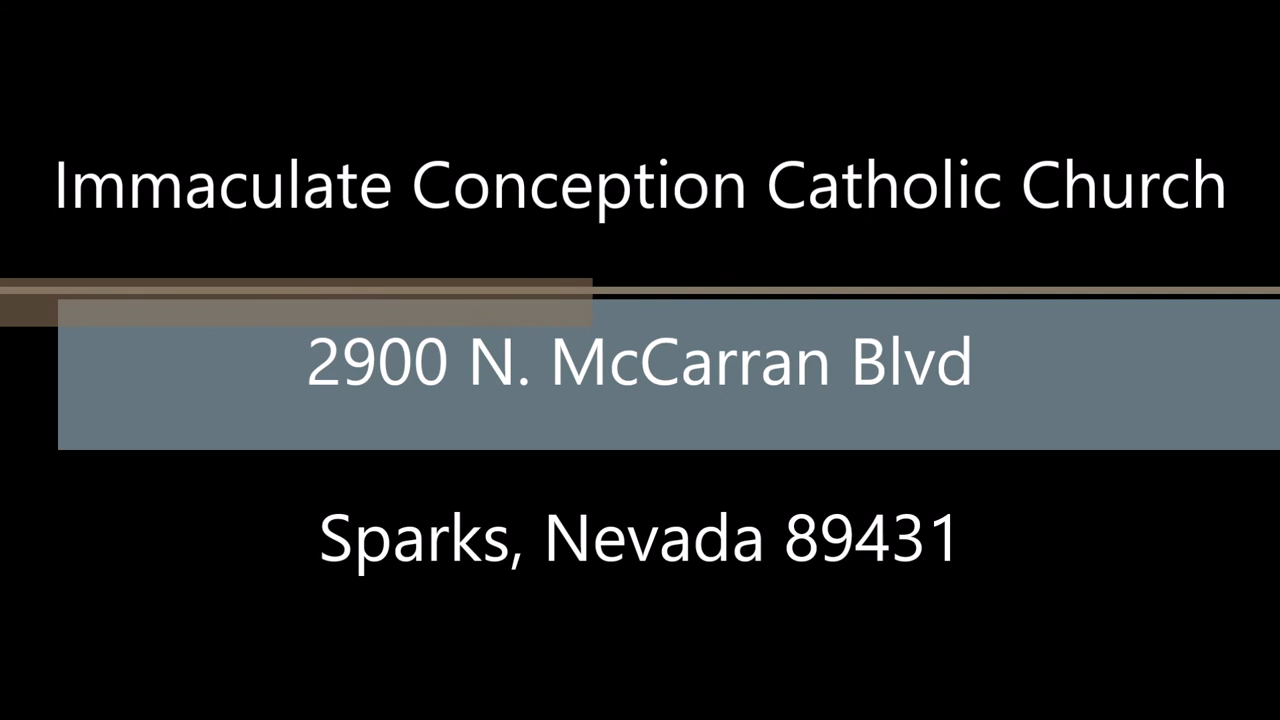 Immaculate Conception Catholic Church
2900 N. McCarran Blvd
Sparks, Nevada 89431